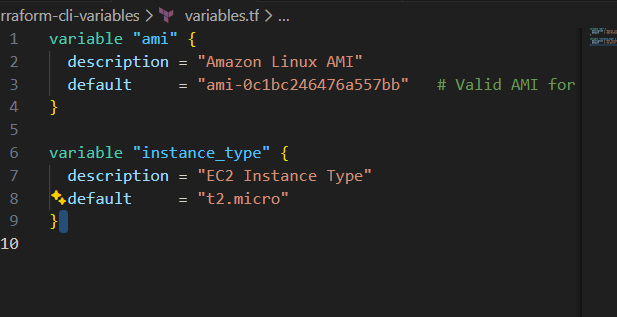 rraform-cli-variables > variables.tf > ...
1 variable "ami" {
2 description = "Amazon Linux AMI"
3 default = "ami-0c1bc246476a557bb" # Valid AMI for
4 }
5
6 variable "instance_type" {
7 description = "EC2 Instance Type"
8 default = "t2.micro"
9 }
10